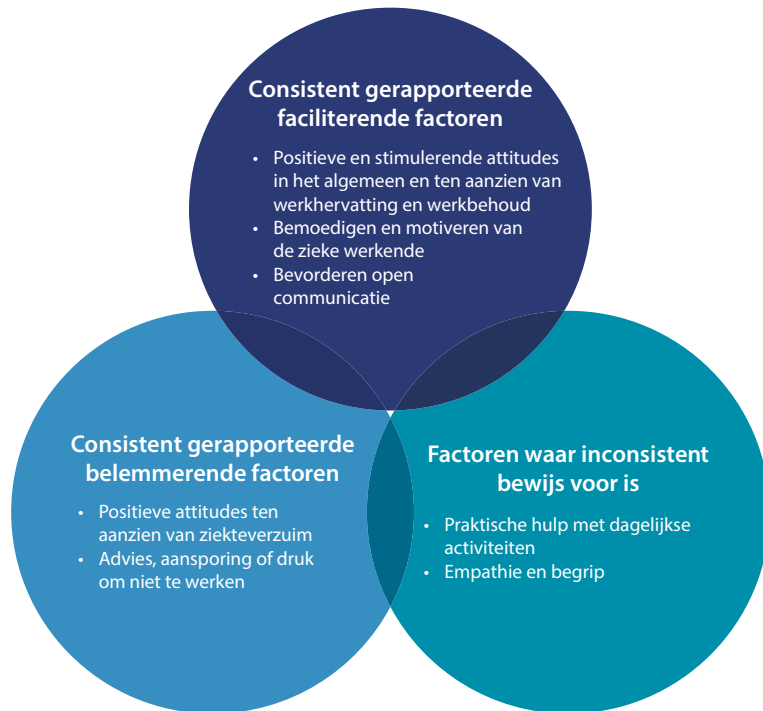 Consistent gerapporteerde
faciliterende factoren
• Positieve en stimulerende attitudes
in het algemeen en ten aanzien van
werkhervatting en werkbehoud
• Bemoedigen en motiveren van
de zieke werkende
• Bevorderen open
communicatie
Consistent gerapporteerde
belemmerende factoren
• Positieve attitudes ten
aanzien van ziekteverzuim
• Advies, aansporing of druk
om niet te werken
Factoren waar inconsistent
bewijs voor is
• Praktische hulp met dagelijkse
activiteiten
• Empathie en begrip